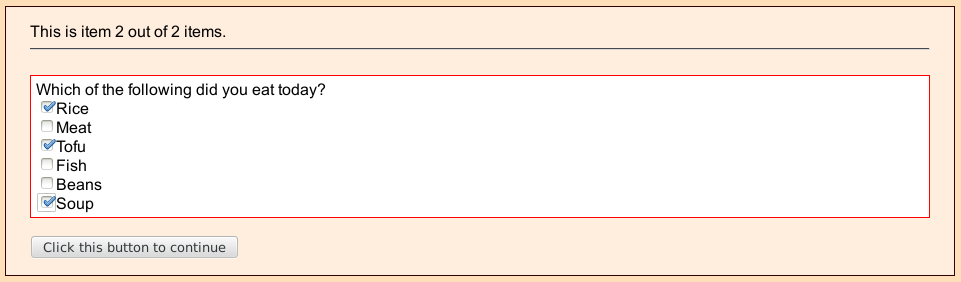 This is item 2 out of 2 items.
Which of the following did you eat today?
Rice
Meat
Tofu
Fish
Beans
Soup
Click this button to continue